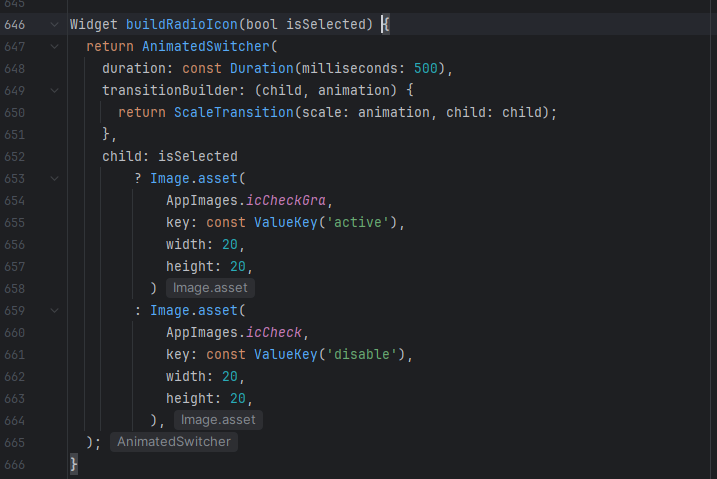 645
646 Widget buildRadioIcon(bool isSelected) {
647 return AnimatedSwitcher(
648 duration: const Duration(milliseconds: 500),
649 transitionBuilder: (child, animation) {
650 return ScaleTransition(scale: animation, child: child);
651 },
652 child: isSelected
653 ? Image.asset(
654 AppImages.icCheckGra,
655 key: const ValueKey('active'),
656 width: 20,
657 height: 20,
658 ) Image.asset
659 : Image.asset(
660 AppImages.icCheck,
661 key: const ValueKey('disable'),
662 width: 20,
663 height: 20,
664 ), Image.asset
665 ); AnimatedSwitcher
666 }